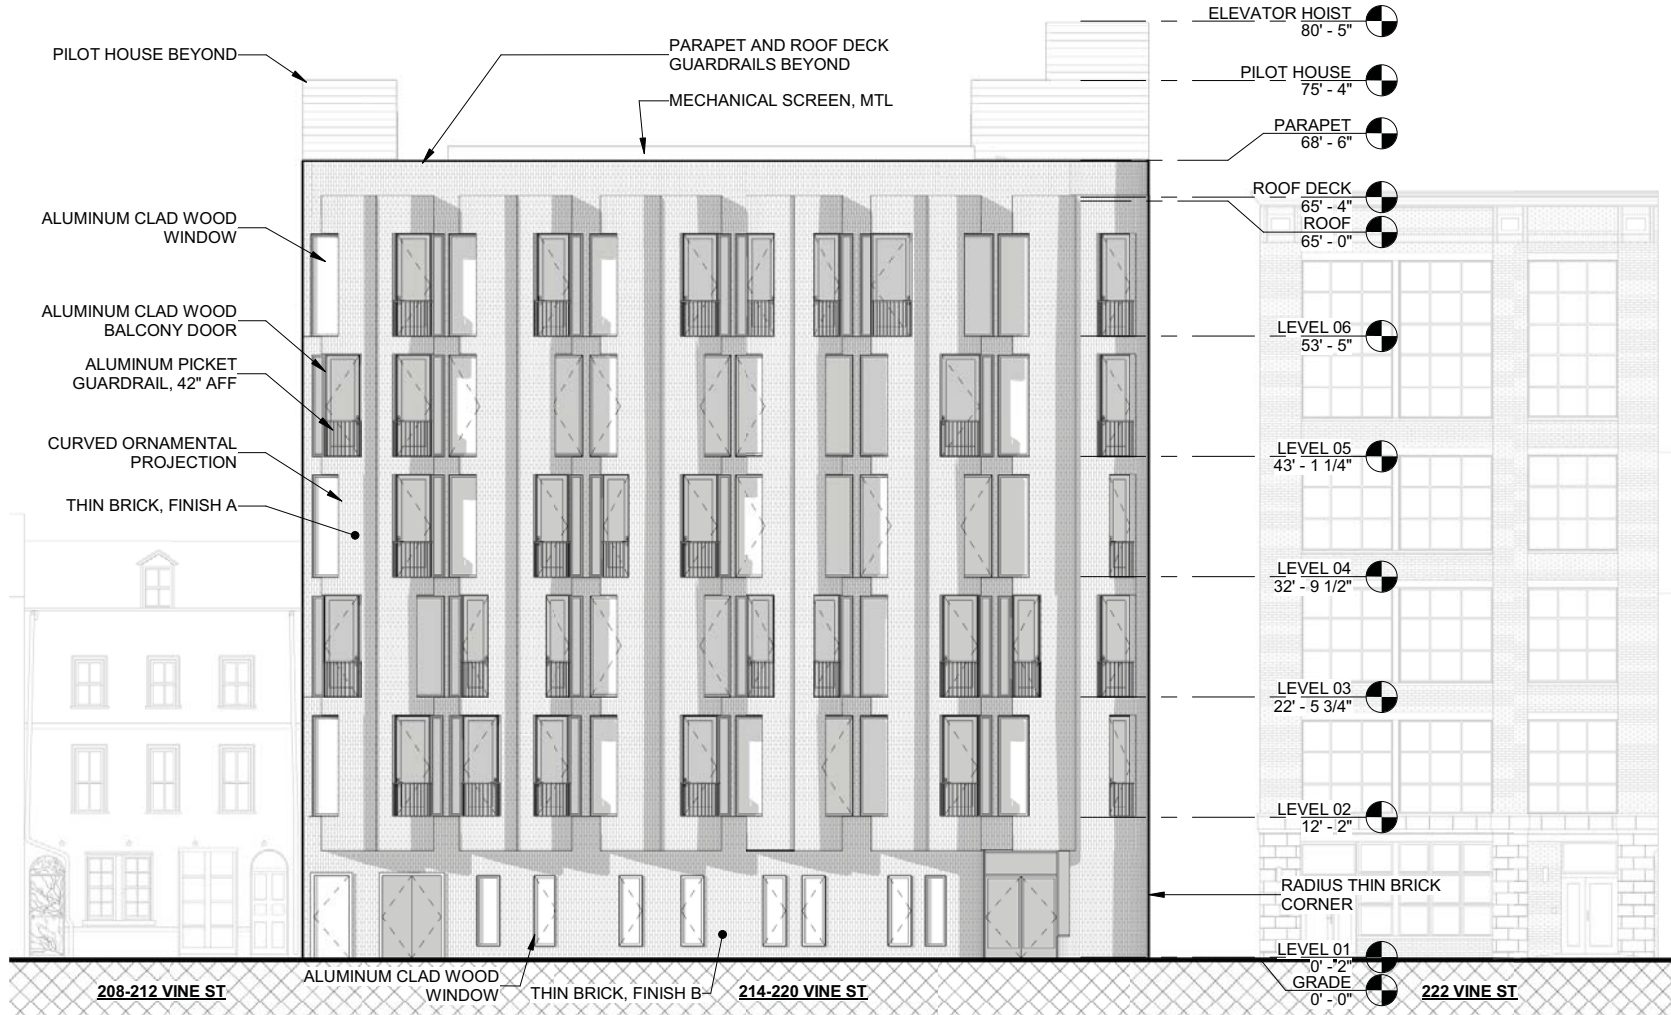 PILOT HOUSE BEYOND
PARAPET AND ROOF DECK
GUARDRAILS BEYOND
MECHANICAL SCREEN, MTL
ALUMINUM CLAD WOOD
WINDOW
ALUMINUM CLAD WOOD
BALCONY DOOR
ALUMINUM PICKET
GUARDRAIL, 42" AFF
CURVED ORNAMENTAL
PROJECTION
THIN BRICK, FINISH A
ELEVATOR HOIST
80' - 5"
PILOT HOUSE
75' - 4"
PARAPET
68' - 6"
ROOF DECK
65' - 4"
ROOF
65' - 0"
LEVEL 06
53' - 5"
LEVEL 05
43' - 1 1/4"
LEVEL 04
32' - 9 1/2"
LEVEL 03
22' - 5 3/4"
LEVEL 02
12' - 2"
RADIUS THIN BRICK
CORNER
LEVEL 01
0' - 2"
GRADE
0' - 0"
ALUMINUM CLAD WOOD
WINDOW
THIN BRICK, FINISH B
208-212 VINE ST
214-220 VINE ST
222 VINE ST